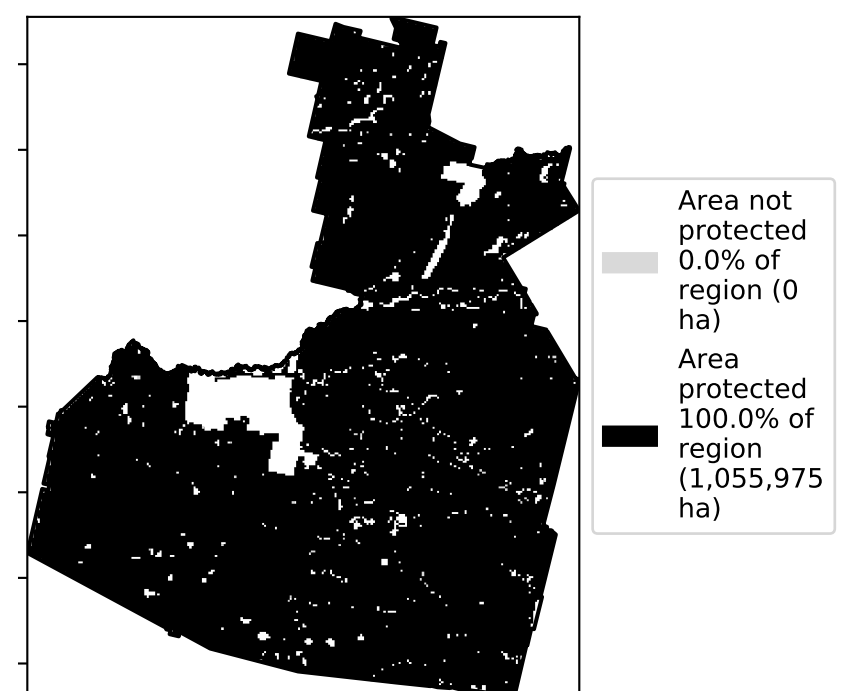 Area not
protected
0.0% of
region (0
ha)
Area
protected
100.0% of
region
(1,055,975
ha)